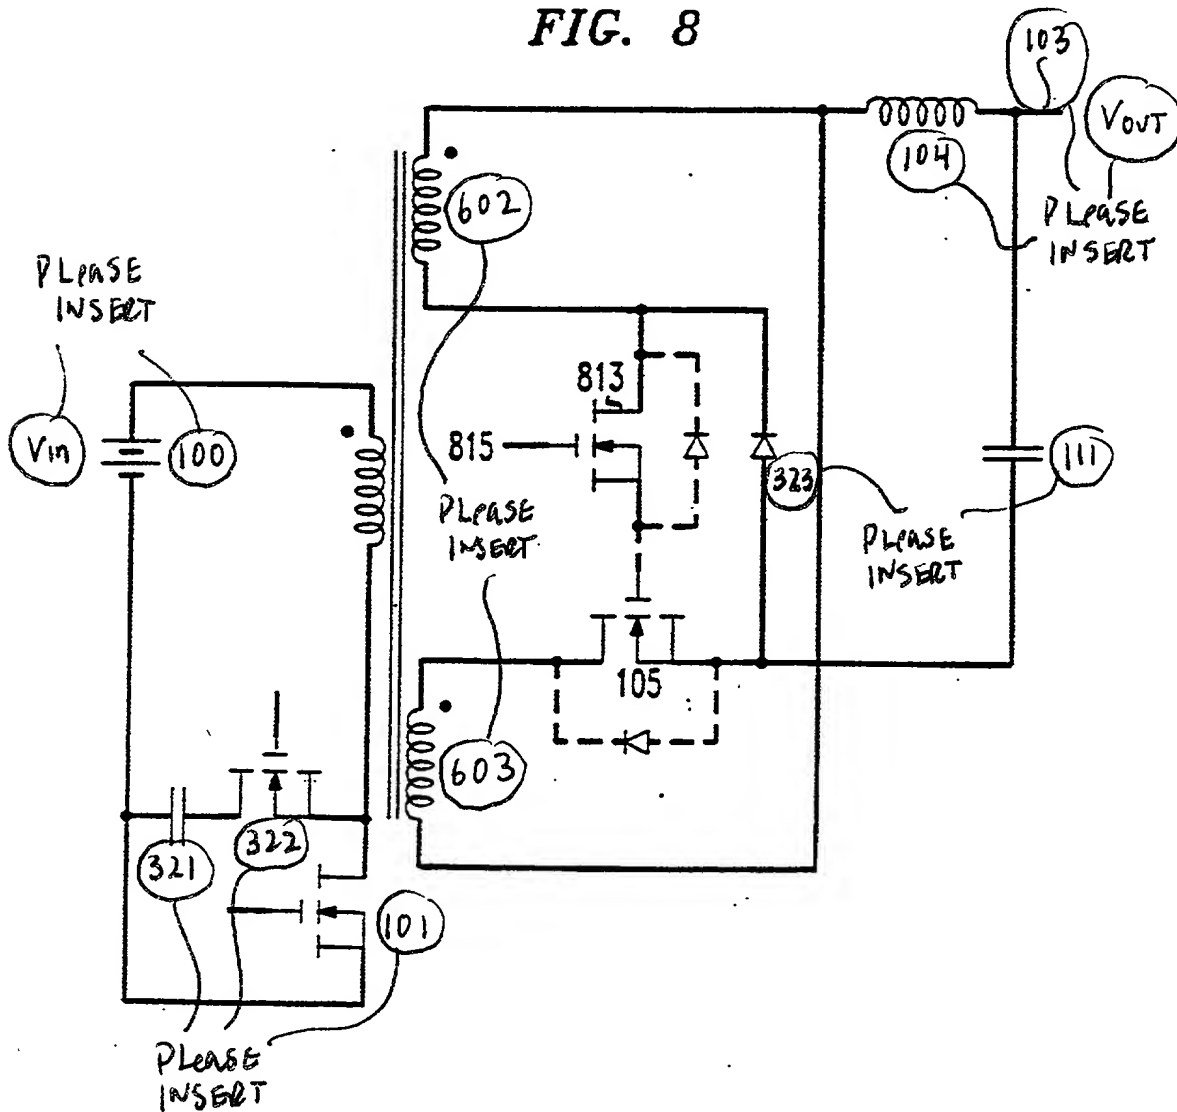 FIG. 8
103
VOUT
104
PLEASE
INSERT
602
PLEASE
INSERT
Vin
100
813
815
323
111
PLEASE
INSERT
PLEASE
INSERT
105
603
321
322
101
PLEASE
INSERT